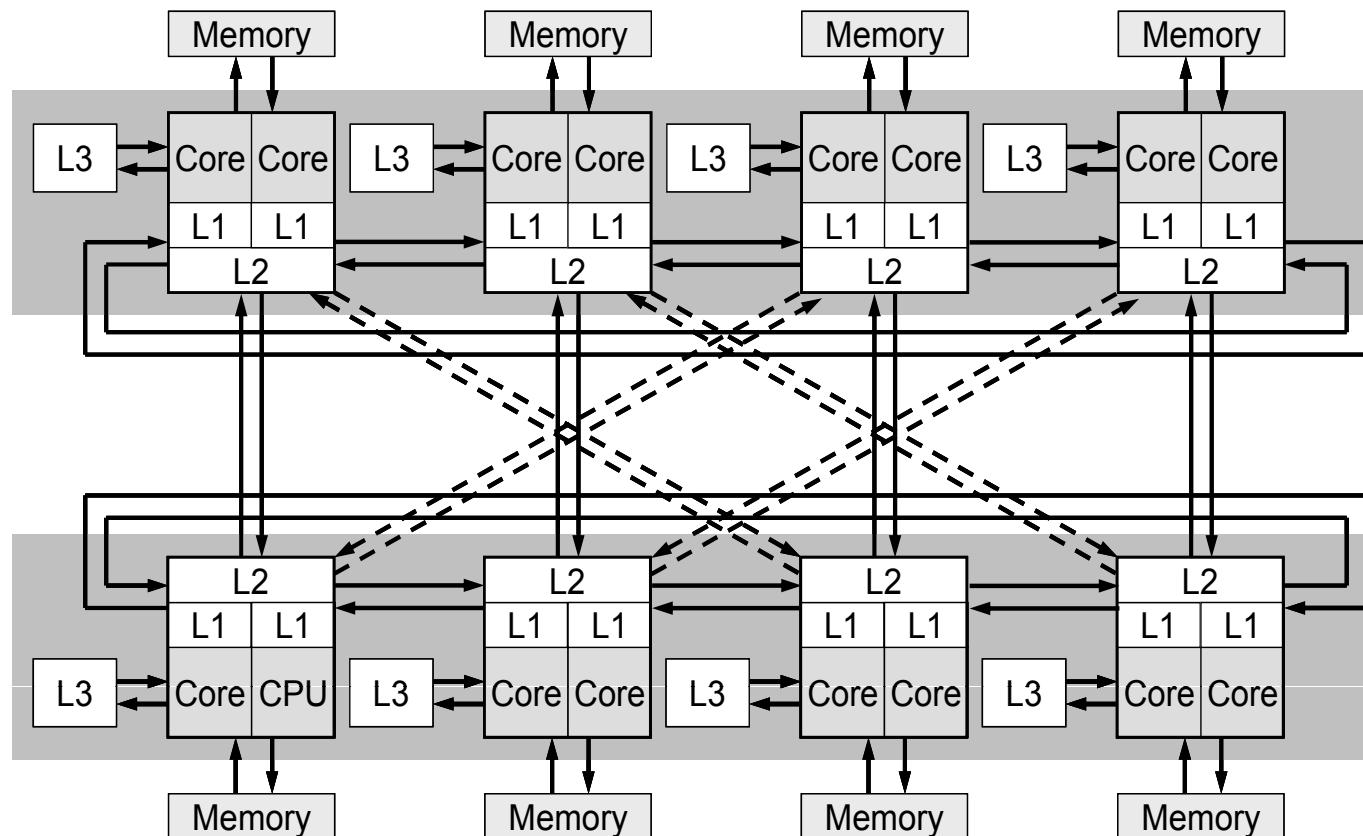 Memory Memory Memory Memory
L3 Core Core L3 Core Core L3 Core Core L3 Core Core
L1 L1 L1 L1 L1 L1 L1 L1
L2 L2 L2 L2
L2 L2 L2 L2
L1 L1 L1 L1 L1 L1 L1 L1
L3 Core CPU L3 Core Core L3 Core Core L3 Core Core
Memory Memory Memory Memory